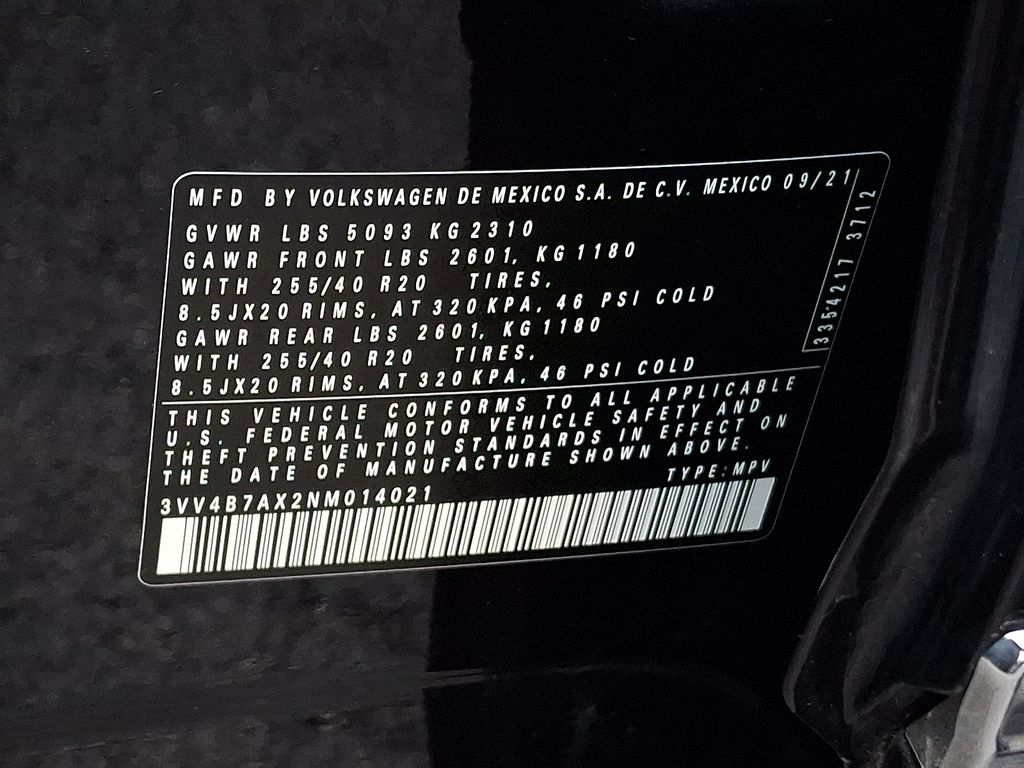 MFD BY VOLKSWAGEN DE MEXICO S.A. DE C.V. MEXICO 09/21
GVWR LBS 5093 KG 2310
GAWR FRONT LBS 2601, KG 1180
WITH 255/40 R20 TIRES,
8.5JX20 RIMS, AT 320 KPA, 46 PSI COLD
GAWR REAR LBS 2601, KG 1180
WITH 255/40 R20 TIRES,
8.5JX20 RIMS, AT 320 KPA, 46 PSI COLD
3354217 3712
THIS VEHICLE CONFORMS TO ALL APPLICABLE
U.S. FEDERAL MOTOR VEHICLE SAFETY AND
THEFT PREVENTION STANDARDS IN EFFECT ON
THE DATE OF MANUFACTURE SHOWN ABOVE.
TYPE: MPV
3VV4B7AX2NM014021